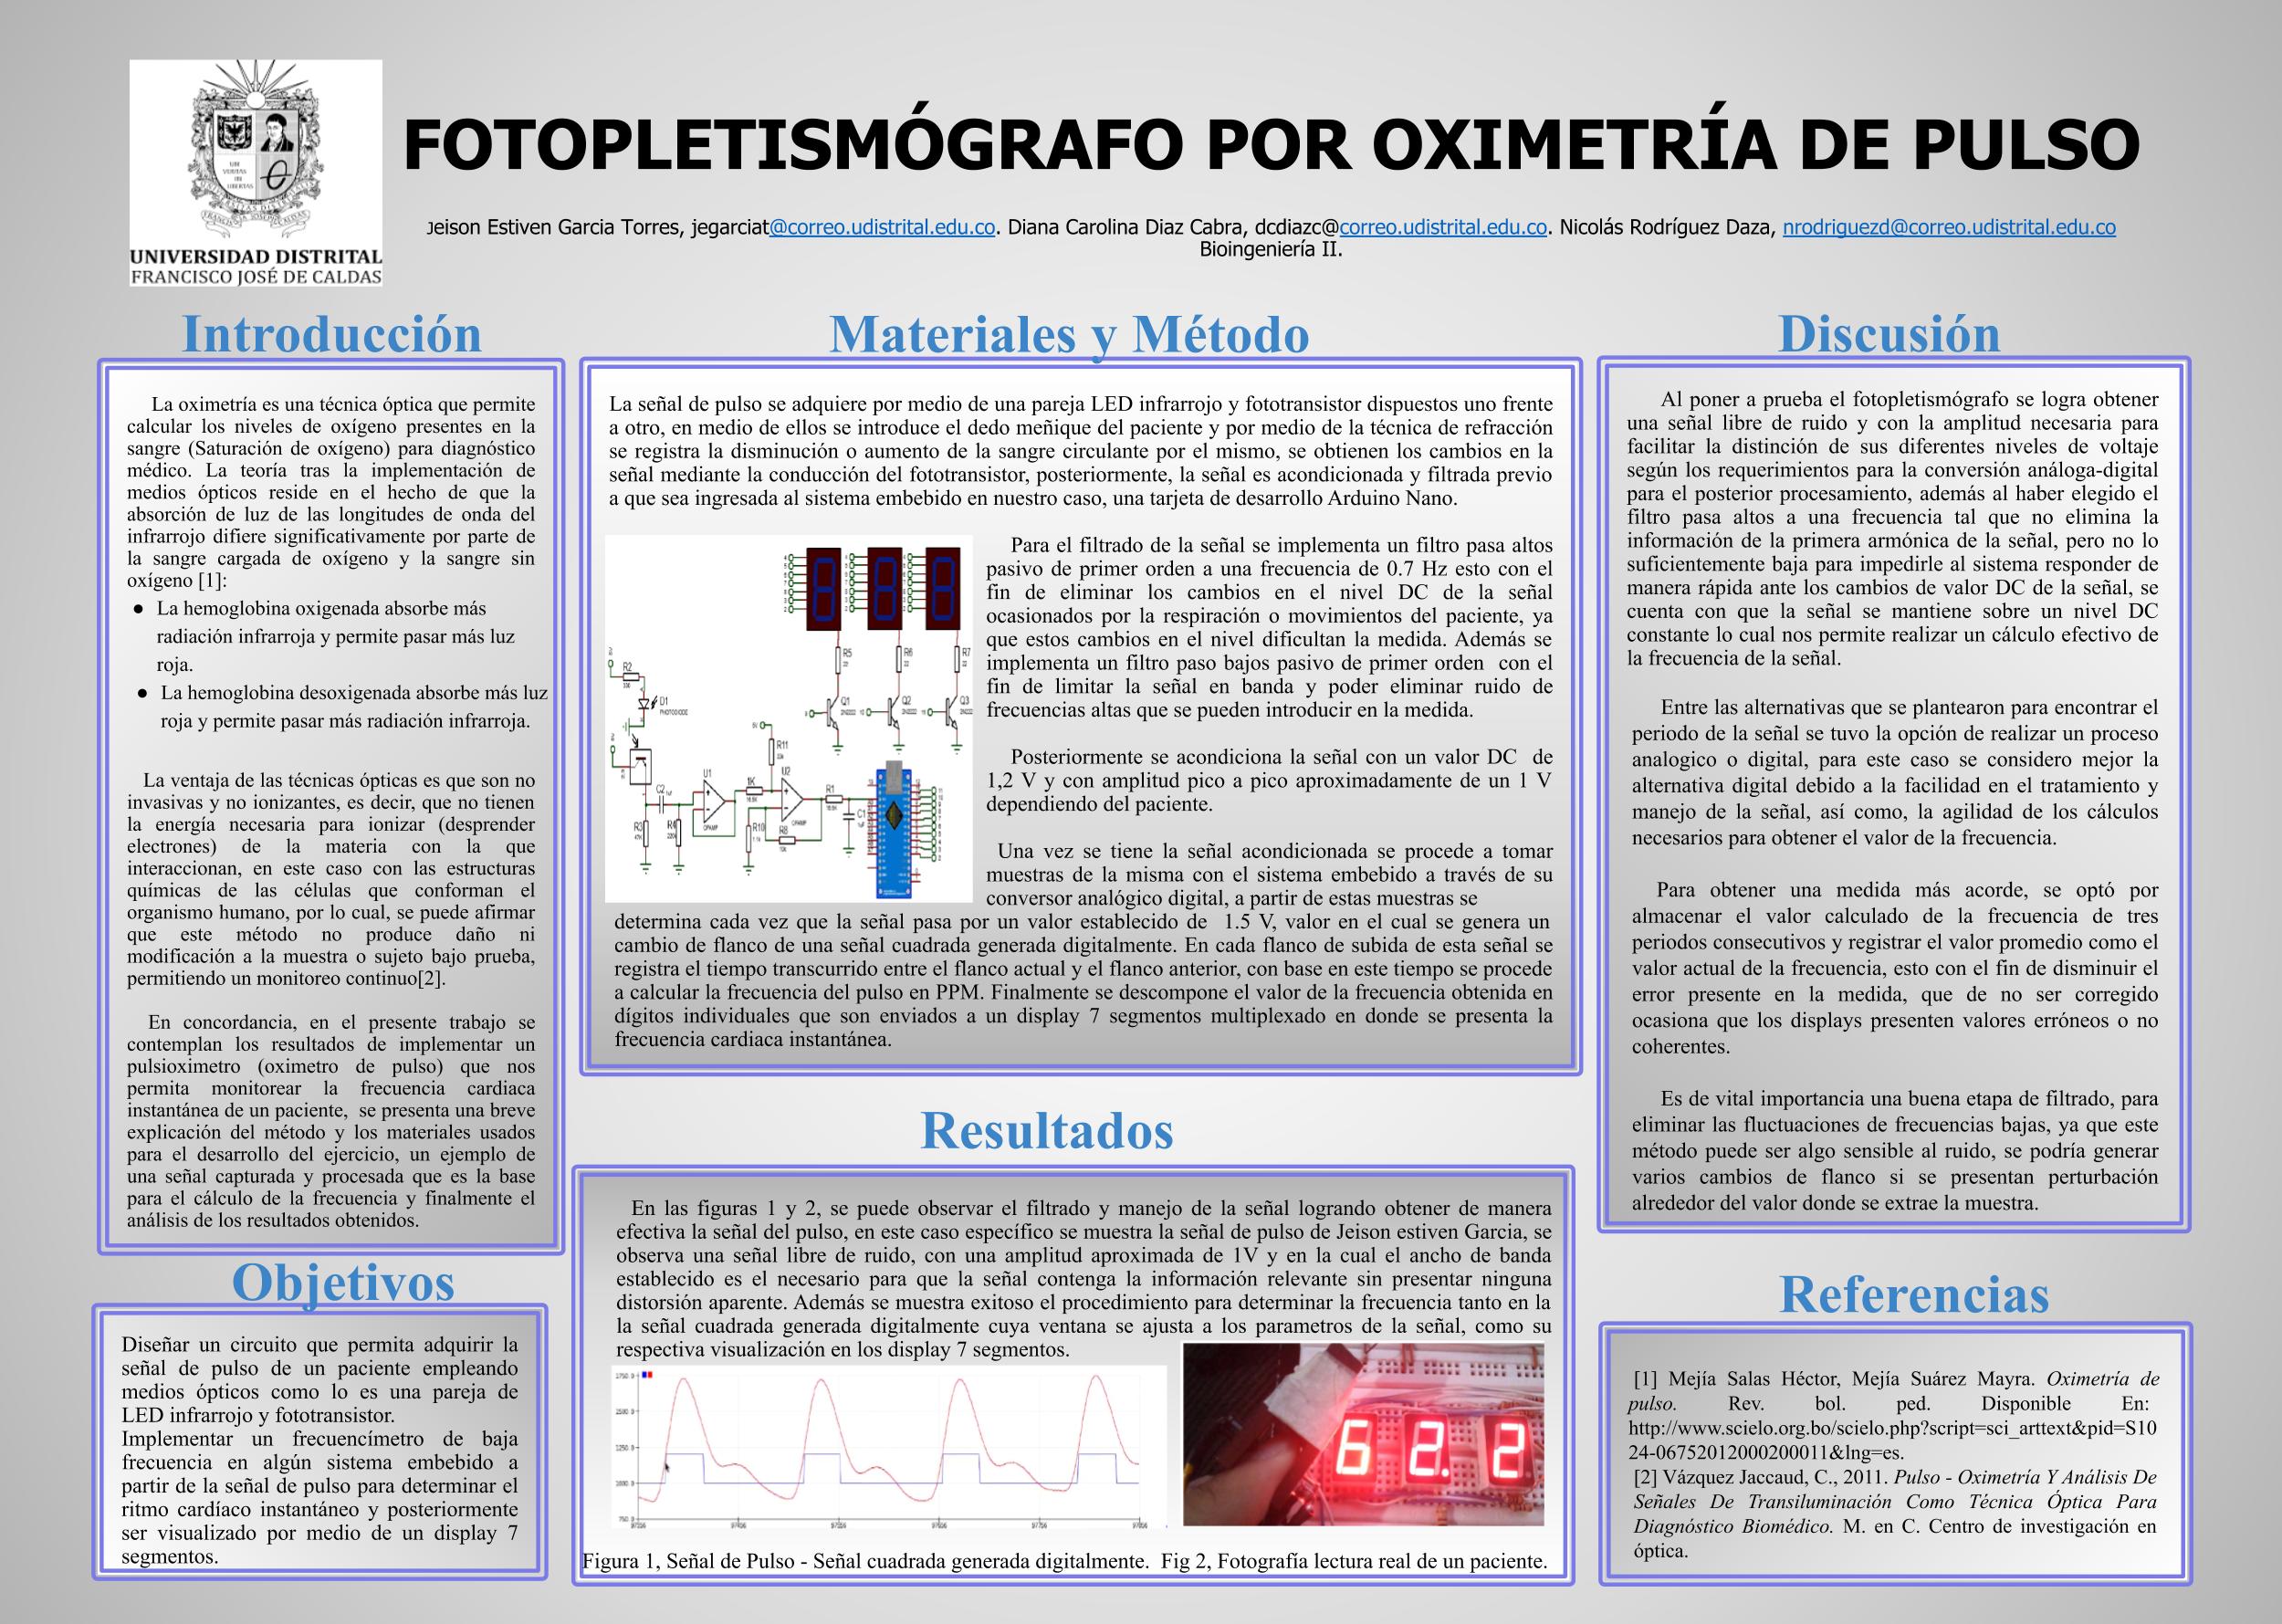 UNIVERSIDAD DISTRITAL
FRANCISCO JOSÉ DE CALDAS
FOTOPLETISMÓGRAFO POR OXIMETRÍA DE PULSO
Jeison Estiven Garcia Torres, jegarciat@correo.udistrital.edu.co. Diana Carolina Diaz Cabra, dcdiazc@correo.udistrital.edu.co. Nicolás Rodríguez Daza, nrodriguezd@correo.udistrital.edu.co
Bioingeniería II.
Introducción
La oximetría es una técnica óptica que permite
calcular los niveles de oxígeno presentes en la
sangre (Saturación de oxígeno) para diagnóstico
médico. La teoría tras la implementación de
medios ópticos reside en el hecho de que la
absorción de luz de las longitudes de onda del
infrarrojo difiere significativamente por parte de
la sangre cargada de oxígeno y la sangre sin
oxígeno [1]:
● La hemoglobina oxigenada absorbe más
radiación infrarroja y permite pasar más luz
roja.
● La hemoglobina desoxigenada absorbe más luz
roja y permite pasar más radiación infrarroja.
La ventaja de las técnicas ópticas es que son no
invasivas y no ionizantes, es decir, que no tienen
la energía necesaria para ionizar (desprender
electrones) de la materia con la que
interaccionan, en este caso con las estructuras
químicas de las células que conforman el
organismo humano, por lo cual, se puede afirmar
que este método no produce daño ni
modificación a la muestra o sujeto bajo prueba,
permitiendo un monitoreo continuo[2].
En concordancia, en el presente trabajo se
contemplan los resultados de implementar un
pulsioximetro (oximetro de pulso) que nos
permita monitorear la frecuencia cardiaca
instantánea de un paciente, se presenta una breve
explicación del método y los materiales usados
para el desarrollo del ejercicio, un ejemplo de
una señal capturada y procesada que es la base
para el cálculo de la frecuencia y finalmente el
análisis de los resultados obtenidos.
Objetivos
Diseñar un circuito que permita adquirir la
señal de pulso de un paciente empleando
medios ópticos como lo es una pareja de
LED infrarrojo y fototransistor.
Implementar un frecuencímetro de baja
frecuencia en algún sistema embebido a
partir de la señal de pulso para determinar el
ritmo cardíaco instantáneo y posteriormente
ser visualizado por medio de un display 7
segmentos.
Materiales y Método
La señal de pulso se adquiere por medio de una pareja LED infrarrojo y fototransistor dispuestos uno frente
a otro, en medio de ellos se introduce el dedo meñique del paciente y por medio de la técnica de refracción
se registra la disminución o aumento de la sangre circulante por el mismo, se obtienen los cambios en la
señal mediante la conducción del fototransistor, posteriormente, la señal es acondicionada y filtrada previo
a que sea ingresada al sistema embebido en nuestro caso, una tarjeta de desarrollo Arduino Nano.
R5
R6
R7
R2
D1
Q1
Q2
Q3
R11
U1
U2
1K
R1
C2
C1
R3
R4
R10
R8
Para el filtrado de la señal se implementa un filtro pasa altos
pasivo de primer orden a una frecuencia de 0.7 Hz esto con el
fin de eliminar los cambios en el nivel DC de la señal
ocasionados por la respiración o movimientos del paciente, ya
que estos cambios en el nivel dificultan la medida. Además se
implementa un filtro paso bajos pasivo de primer orden con el
fin de limitar la señal en banda y poder eliminar ruido de
frecuencias altas que se pueden introducir en la medida.
Posteriormente se acondiciona la señal con un valor DC de
1,2 V y con amplitud pico a pico aproximadamente de un 1 V
dependiendo del paciente.
Una vez se tiene la señal acondicionada se procede a tomar
muestras de la misma con el sistema embebido a través de su
conversor analógico digital, a partir de estas muestras se
determina cada vez que la señal pasa por un valor establecido de 1.5 V, valor en el cual se genera un
cambio de flanco de una señal cuadrada generada digitalmente. En cada flanco de subida de esta señal se
registra el tiempo transcurrido entre el flanco actual y el flanco anterior, con base en este tiempo se procede
a calcular la frecuencia del pulso en PPM. Finalmente se descompone el valor de la frecuencia obtenida en
dígitos individuales que son enviados a un display 7 segmentos multiplexado en donde se presenta la
frecuencia cardiaca instantánea.
Resultados
En las figuras 1 y 2, se puede observar el filtrado y manejo de la señal logrando obtener de manera
efectiva la señal del pulso, en este caso específico se muestra la señal de pulso de Jeison estiven Garcia, se
observa una señal libre de ruido, con una amplitud aproximada de 1V y en la cual el ancho de banda
establecido es el necesario para que la señal contenga la información relevante sin presentar ninguna
distorsión aparente. Además se muestra exitoso el procedimiento para determinar la frecuencia tanto en la
la señal cuadrada generada digitalmente cuya ventana se ajusta a los parametros de la señal, como su
respectiva visualización en los display 7 segmentos.
62.2
Figura 1, Señal de Pulso - Señal cuadrada generada digitalmente. Fig 2, Fotografía lectura real de un paciente.
Discusión
Al poner a prueba el fotopletismógrafo se logra obtener
una señal libre de ruido y con la amplitud necesaria para
facilitar la distinción de sus diferentes niveles de voltaje
según los requerimientos para la conversión análoga-digital
para el posterior procesamiento, además al haber elegido el
filtro pasa altos a una frecuencia tal que no elimina la
información de la primera armónica de la señal, pero no lo
suficientemente baja para impedirle al sistema responder de
manera rápida ante los cambios de valor DC de la señal, se
cuenta con que la señal se mantiene sobre un nivel DC
constante lo cual nos permite realizar un cálculo efectivo de
la frecuencia de la señal.
Entre las alternativas que se plantearon para encontrar el
periodo de la señal se tuvo la opción de realizar un proceso
analogico o digital, para este caso se considero mejor la
alternativa digital debido a la facilidad en el tratamiento y
manejo de la señal, así como, la agilidad de los cálculos
necesarios para obtener el valor de la frecuencia.
Para obtener una medida más acorde, se optó por
almacenar el valor calculado de la frecuencia de tres
periodos consecutivos y registrar el valor promedio como el
valor actual de la frecuencia, esto con el fin de disminuir el
error presente en la medida, que de no ser corregido
ocasiona que los displays presenten valores erróneos o no
coherentes.
Es de vital importancia una buena etapa de filtrado, para
eliminar las fluctuaciones de frecuencias bajas, ya que este
método puede ser algo sensible al ruido, se podría generar
varios cambios de flanco si se presentan perturbación
alrededor del valor donde se extrae la muestra.
Referencias
[1] Mejía Salas Héctor, Mejía Suárez Mayra. Oximetría de
pulso. Rev. bol. ped. Disponible En:
http://www.scielo.org.bo/scielo.php?script=sci_arttext&pid=S10
24-06752012000200011&lng=es.
[2] Vázquez Jaccaud, C., 2011. Pulso - Oximetría Y Análisis De
Señales De Transiluminación Como Técnica Óptica Para
Diagnóstico Biomédico. M. en C. Centro de investigación en
óptica.